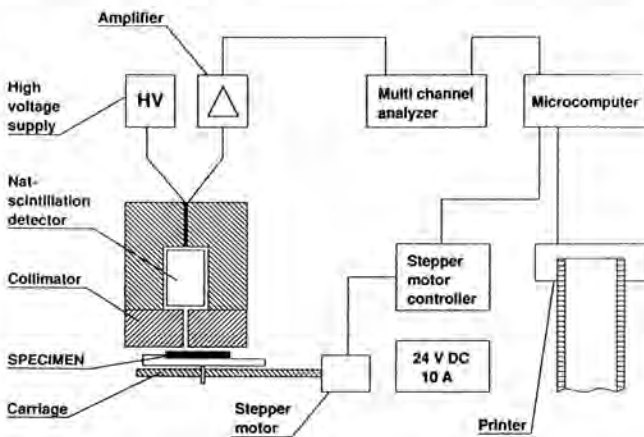 Amplifier
High
voltage
supply
HV
Multi channel
analyzer
Microcomputer
Nat-
scintillation
detector
Collimator
Stepper
motor
controller
SPECIMEN
24 V DC
10 A
Carriage
Stepper
motor
Printer